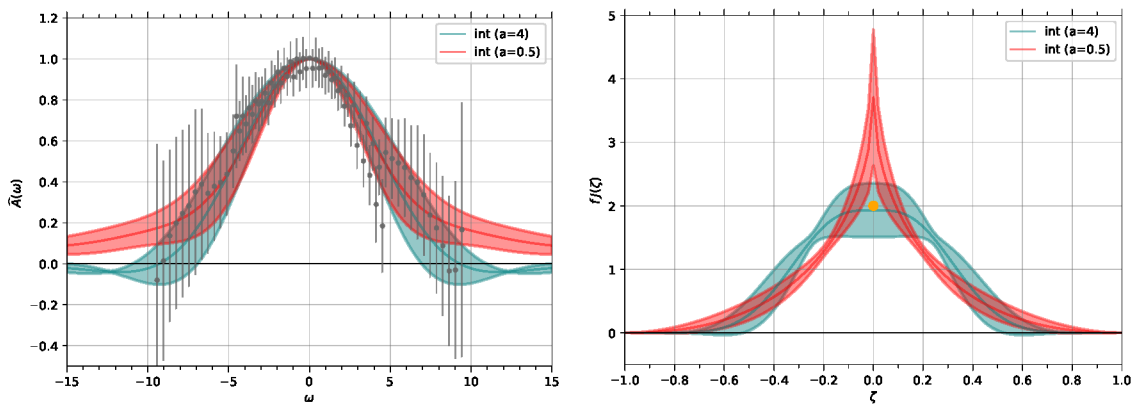 1.2
1.0
0.8
0.6
0.4
0.2
0.0
−0.2
−0.4
−15 −10 −5 0 5 10 15
ω
Â(ω)
int (a=4)
int (a=0.5)
5
4
3
2
1
0
−1.0 −0.8 −0.6 −0.4 −0.2 0.0 0.2 0.4 0.6 0.8 1.0
ζ
f J(ζ)
int (a=4)
int (a=0.5)